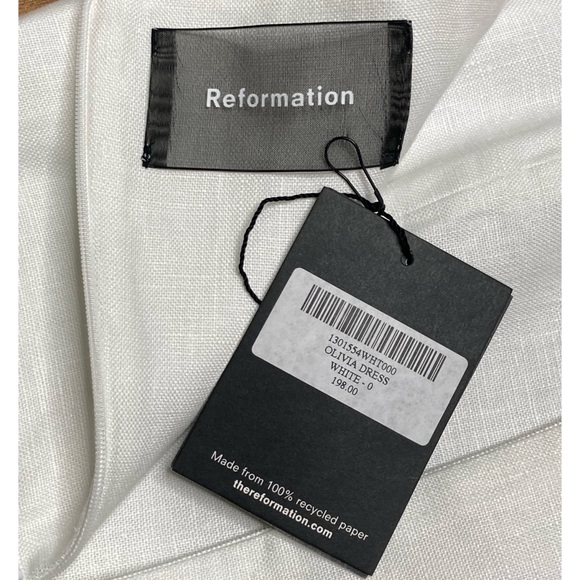 Reformation
1301554WHT000
OLIVIA DRESS
WHITE - 0
198.00
Made from 100% recycled paper
thereformation.com